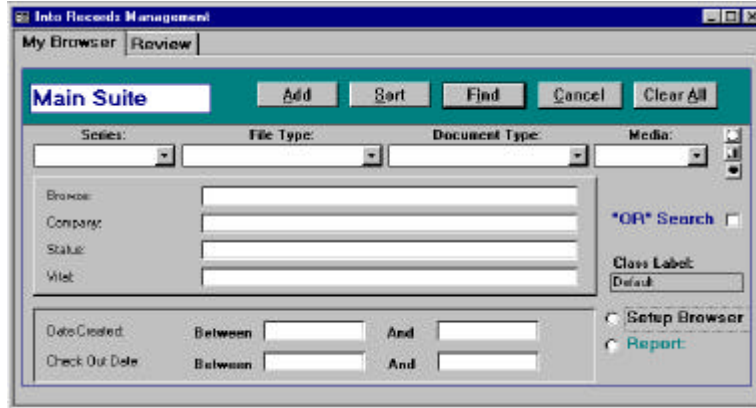 Into Records Management
My Browser Review
Main Suite Add Sort Find Cancel Clear All
Series: File Type: Document Type: Media:
Browse:
Company:
Status:
Vital:
*OR* Search
Class Label:
Default
Date Created: Between And
Check Out Date: Between And
Setup Browser
Report: